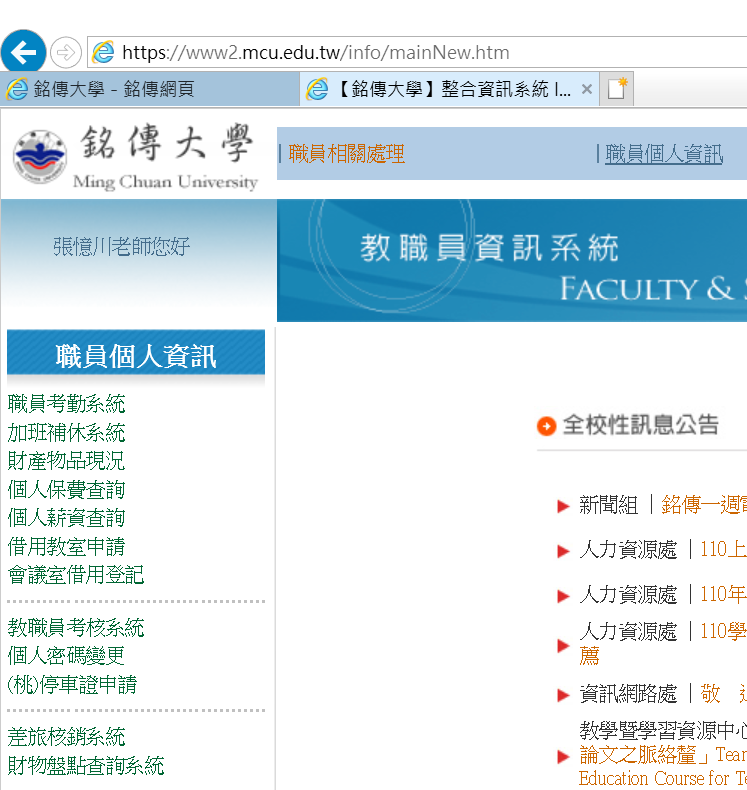 https://www2.mcu.edu.tw/info/mainNew.htm
銘傳大學 - 銘傳網頁
【銘傳大學】整合資訊系統 I...
銘傳大學
Ming Chuan University
|職員相關處理
|職員個人資訊
張憶川老師您好
教職員資訊系統
FACULTY &
職員個人資訊
職員考勤系統
加班補休系統
財產物品現況
個人保費查詢
個人薪資查詢
借用教室申請
會議室借用登記
教職員考核系統
個人密碼變更
(桃)停車證申請
差旅核銷系統
財物盤點查詢系統
全校性訊息公告
新聞組｜銘傳一週電
人力資源處｜110上
人力資源處｜110年
人力資源處｜110學
薦
資訊網路處｜敬 送
教學暨學習資源中心
論文之脈絡釐」Tear
Education Course for Te